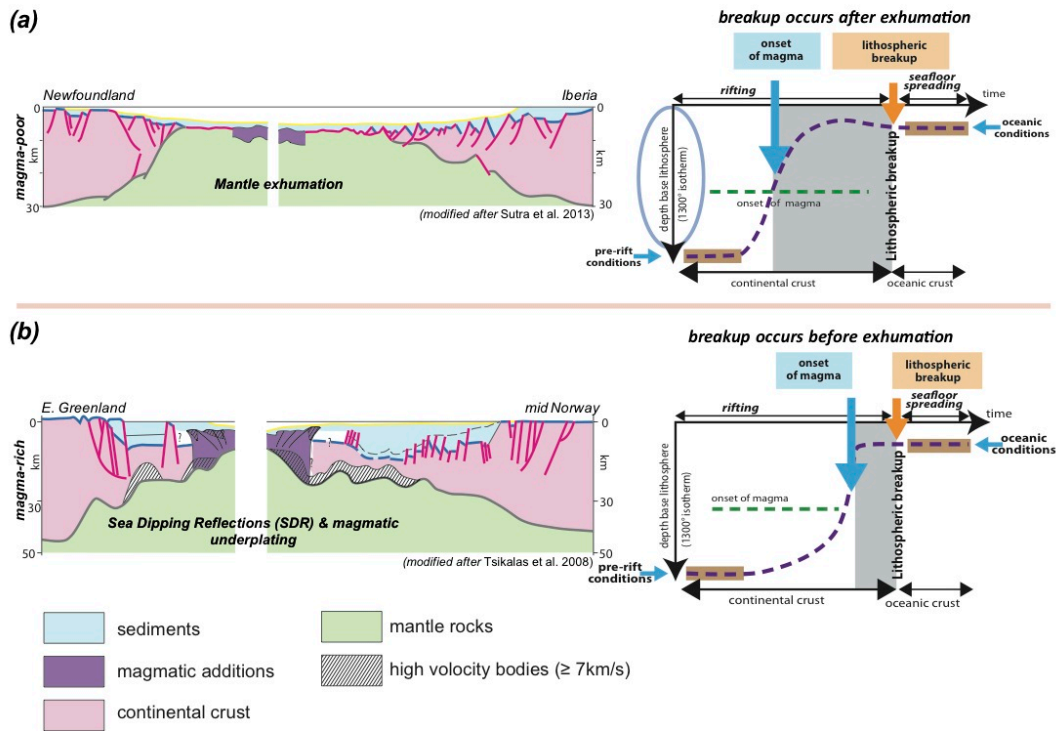 (a)
breakup occurs after exhumation
onset
of magma
lithospheric
breakup
Newfoundland
Iberia
rifting
seafloor
spreading
time
0
0
magma-poor
km
km
30
30
Mantle exhumation
(modified after Sutra et al. 2013)
depth base lithosphere
(1300° isotherm)
oceanic
conditions
onset of magma
Lithospheric breakup
pre-rift
conditions
continental crust
oceanic crust
(b)
breakup occurs before exhumation
onset
of magma
lithospheric
breakup
E. Greenland
mid Norway
rifting
seafloor
spreading
time
0
0
?
?
magma-rich
km
km
30
30
50
50
Sea Dipping Reflections (SDR) & magmatic
underplating
(modified after Tsikalas et al. 2008)
depth base lithosphere
(1300° isotherm)
oceanic
conditions
onset of magma
Lithospheric breakup
pre-rift
conditions
continental crust
oceanic crust
sediments
mantle rocks
magmatic additions
high volocity bodies (≥ 7km/s)
continental crust